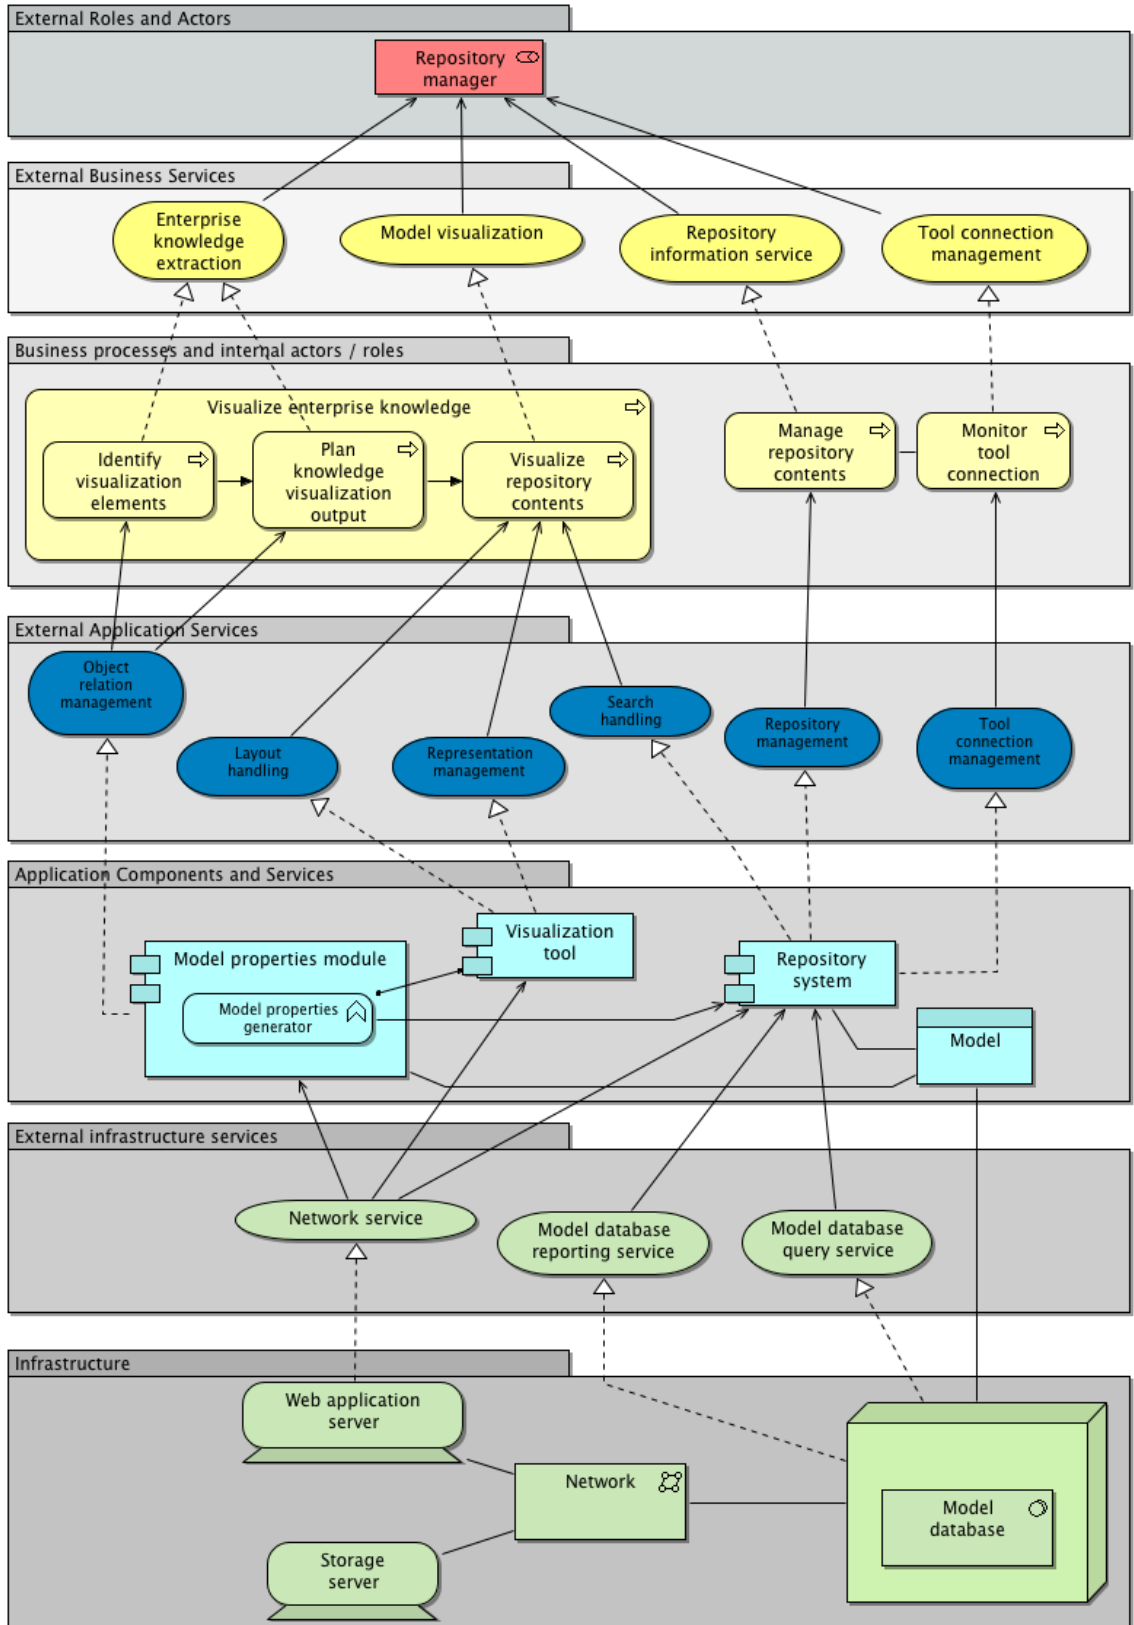 External Roles and Actors
Repository
manager
External Business Services
Enterprise
knowledge
extraction
Model visualization
Repository
information service
Tool connection
management
Business processes and internal actors / roles
Visualize enterprise knowledge
Identify
visualization
elements
Plan
knowledge
visualization
output
Visualize
repository
contents
Manage
repository
contents
Monitor
tool
connection
External Application Services
Object
relation
management
Layout
handling
Representation
management
Search
handling
Repository
management
Tool
connection
management
Application Components and Services
Model properties module
Model properties
generator
Visualization
tool
Repository
system
Model
External infrastructure services
Network service
Model database
reporting service
Model database
query service
Infrastructure
Web application
server
Network
Storage
server
Model
database